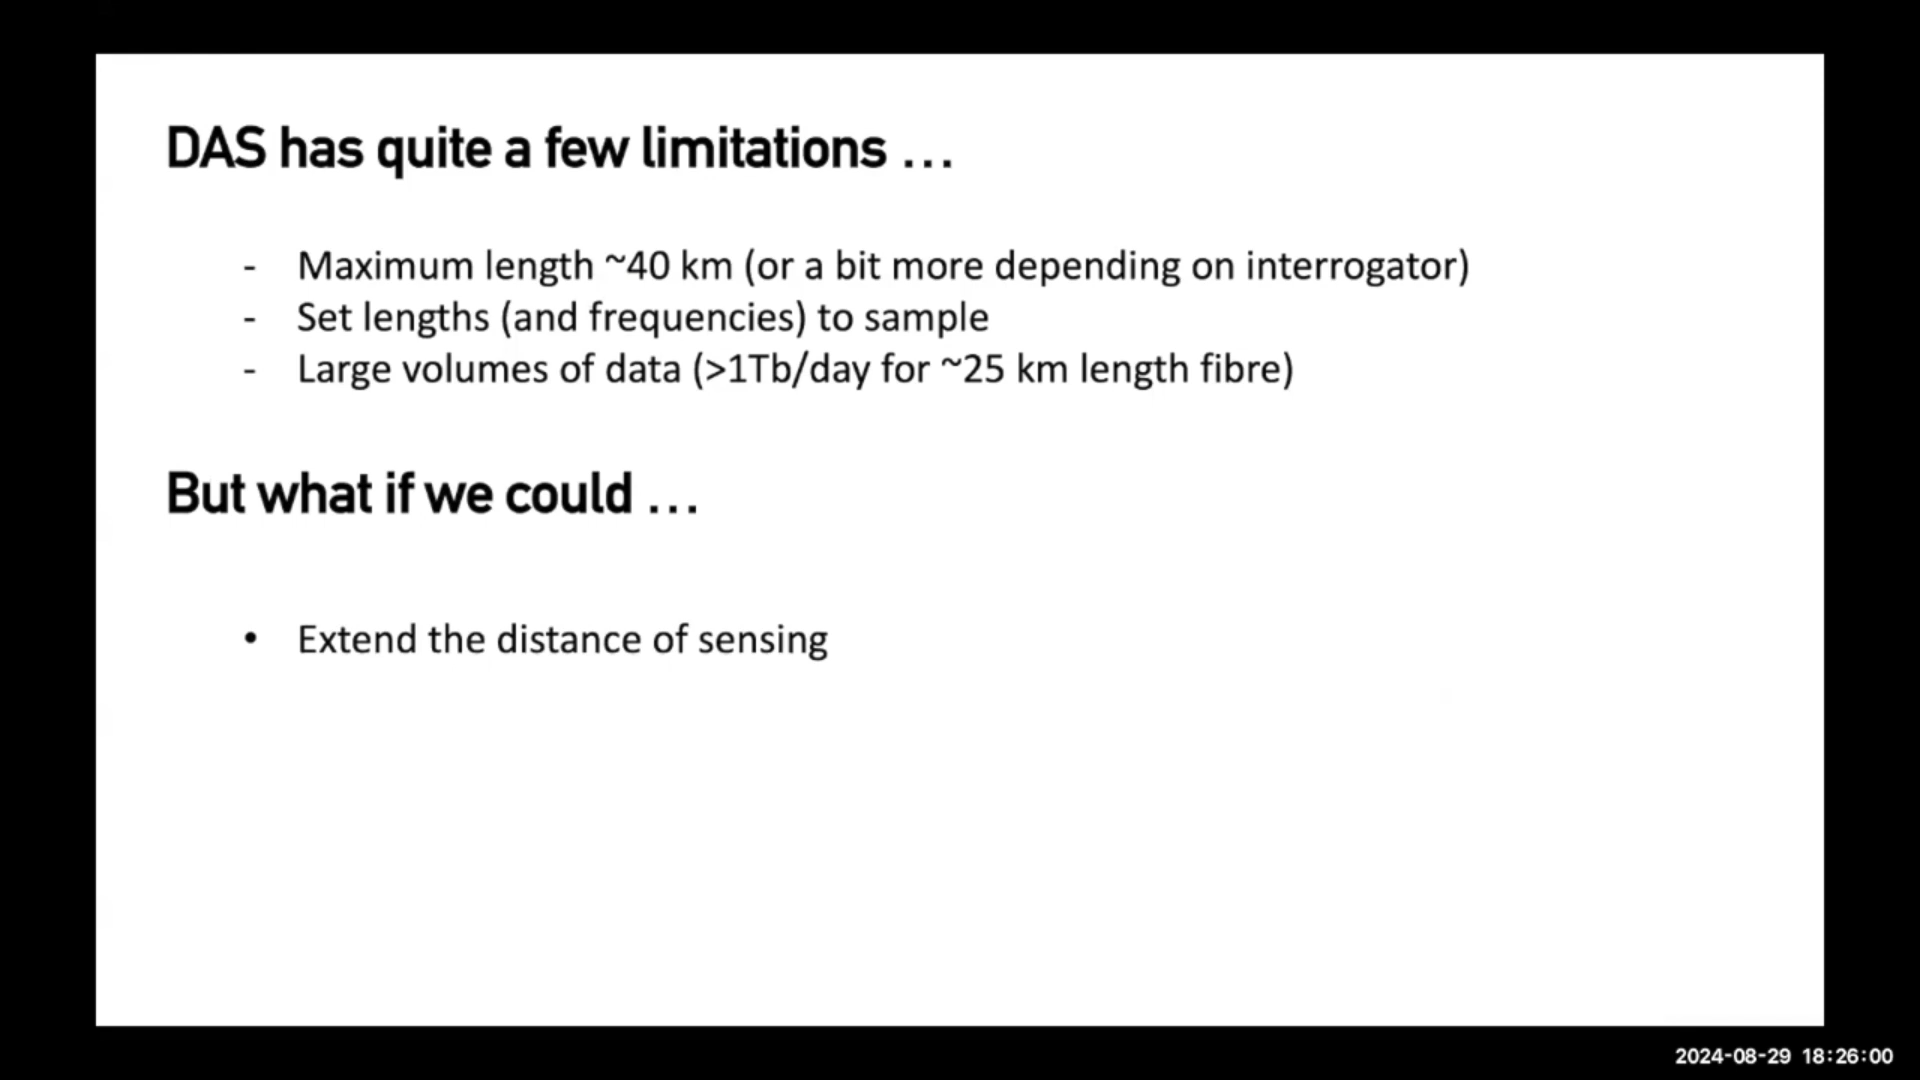 DAS has quite a few limitations ...
- Maximum length ~40 km (or a bit more depending on interrogator)
- Set lengths (and frequencies) to sample
- Large volumes of data (>1Tb/day for ~25 km length fibre)
But what if we could ...
• Extend the distance of sensing
2024-08-29 18:26:00